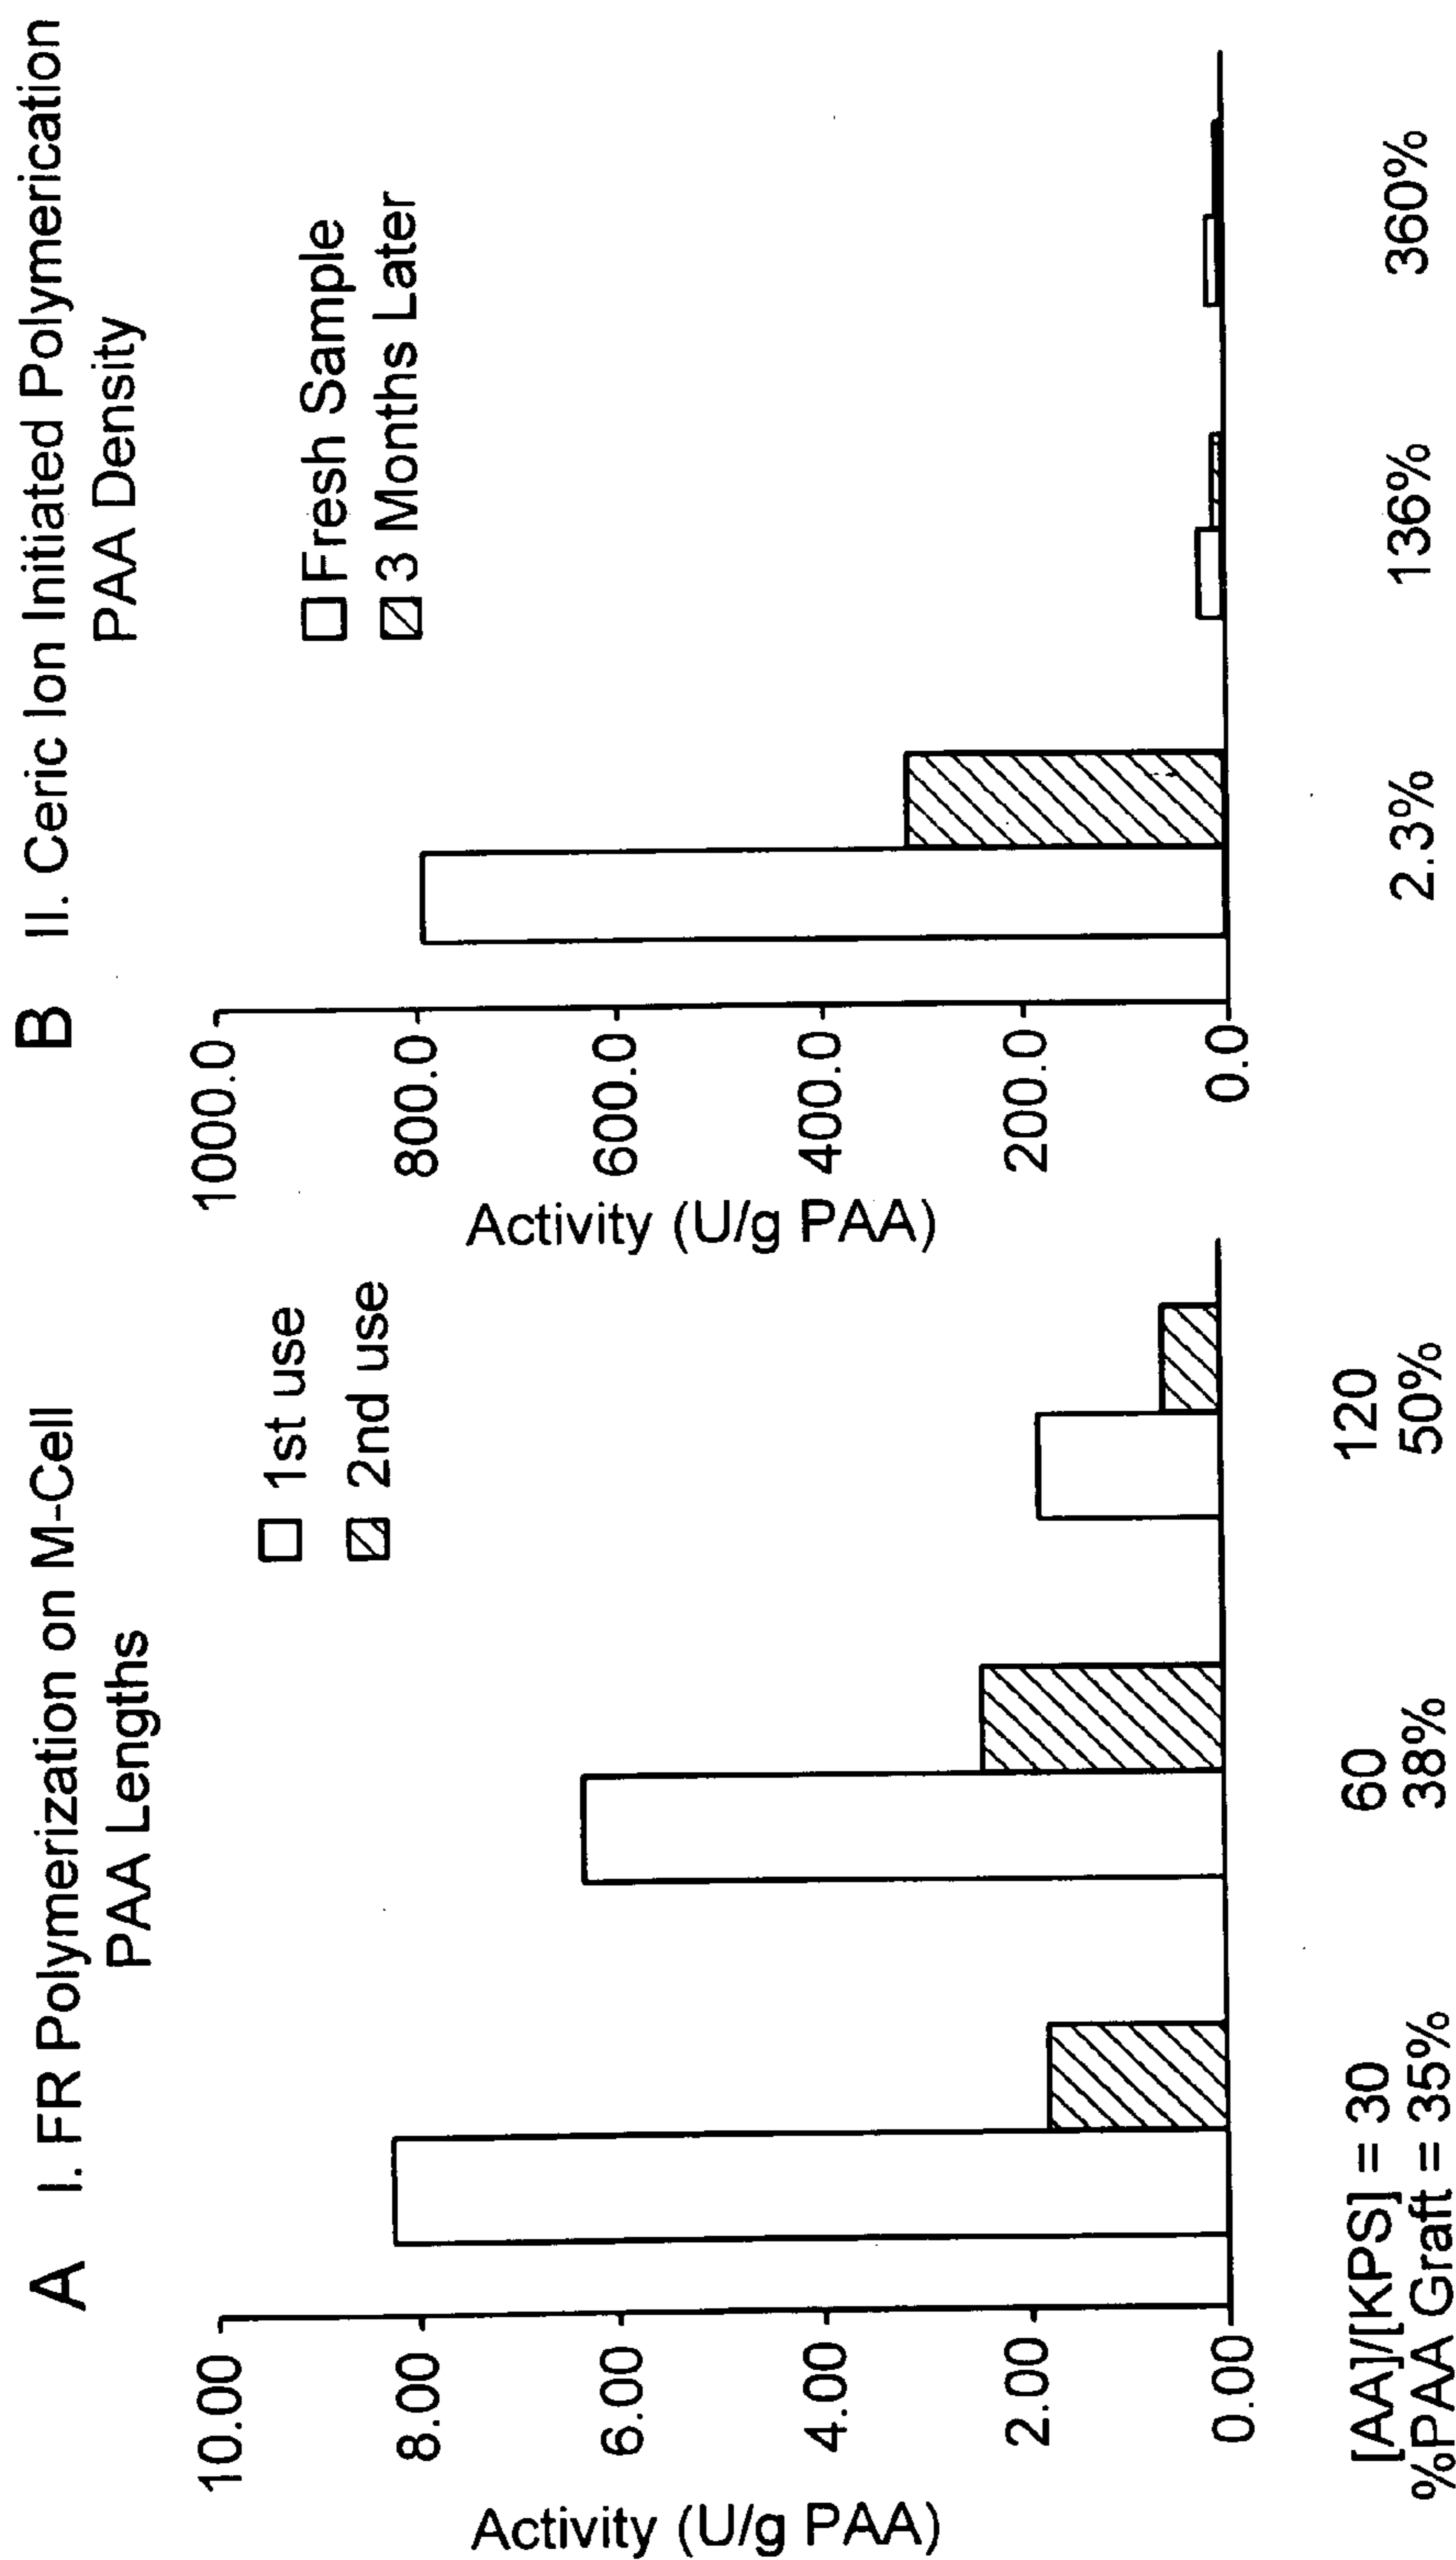 A
I. FR Polymerization on M-Cell
PAA Lengths
1st use
2nd use
10.00
8.00
6.00
4.00
2.00
0.00
Activity (U/g PAA)
[AA]/[KPS] = 30 60 120
%PAA Graft = 35% 38% 50%
B
II. Ceric Ion Initiated Polymerication
PAA Density
Fresh Sample
3 Months Later
1000.0
800.0
600.0
400.0
200.0
0.0
Activity (U/g PAA)
2.3% 136% 360%